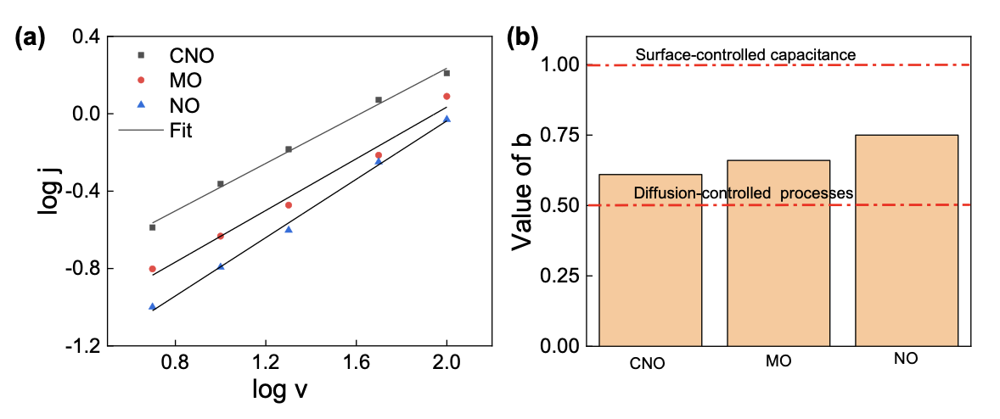 (a)
0.4
0.0
-0.4
-0.8
-1.2
log j
CNO
MO
NO
Fit
0.8
1.2
1.6
2.0
log v
(b)
1.00
0.75
0.50
0.25
0.00
Value of b
Surface-controlled capacitance
Diffusion-controlled processes
CNO
MO
NO